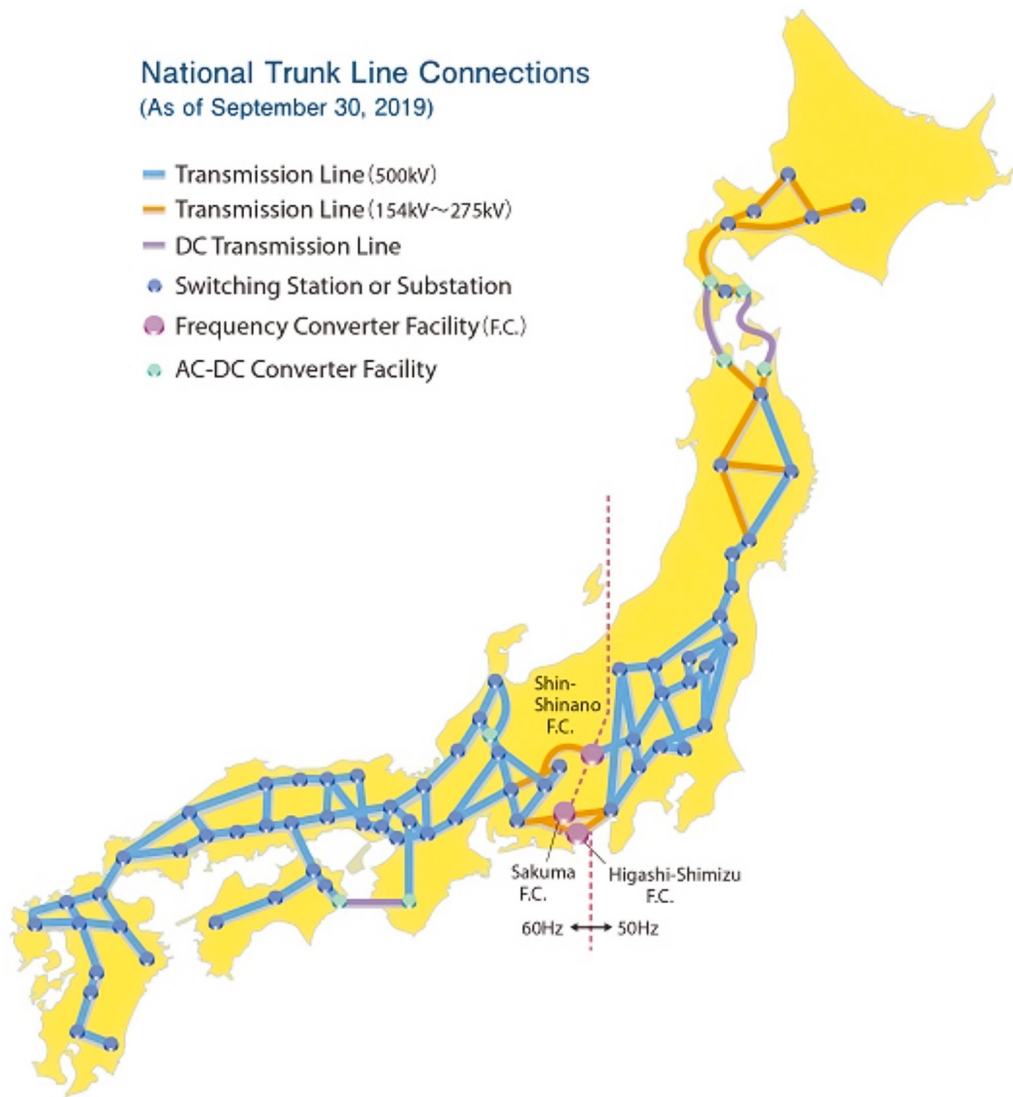 National Trunk Line Connections
(As of September 30, 2019)
Transmission Line (500kV)
Transmission Line (154kV～275kV)
DC Transmission Line
Switching Station or Substation
Frequency Converter Facility (F.C.)
AC-DC Converter Facility
Shin-
Shinano
F.C.
Sakuma
F.C.
Higashi-Shimizu
F.C.
60Hz
50Hz